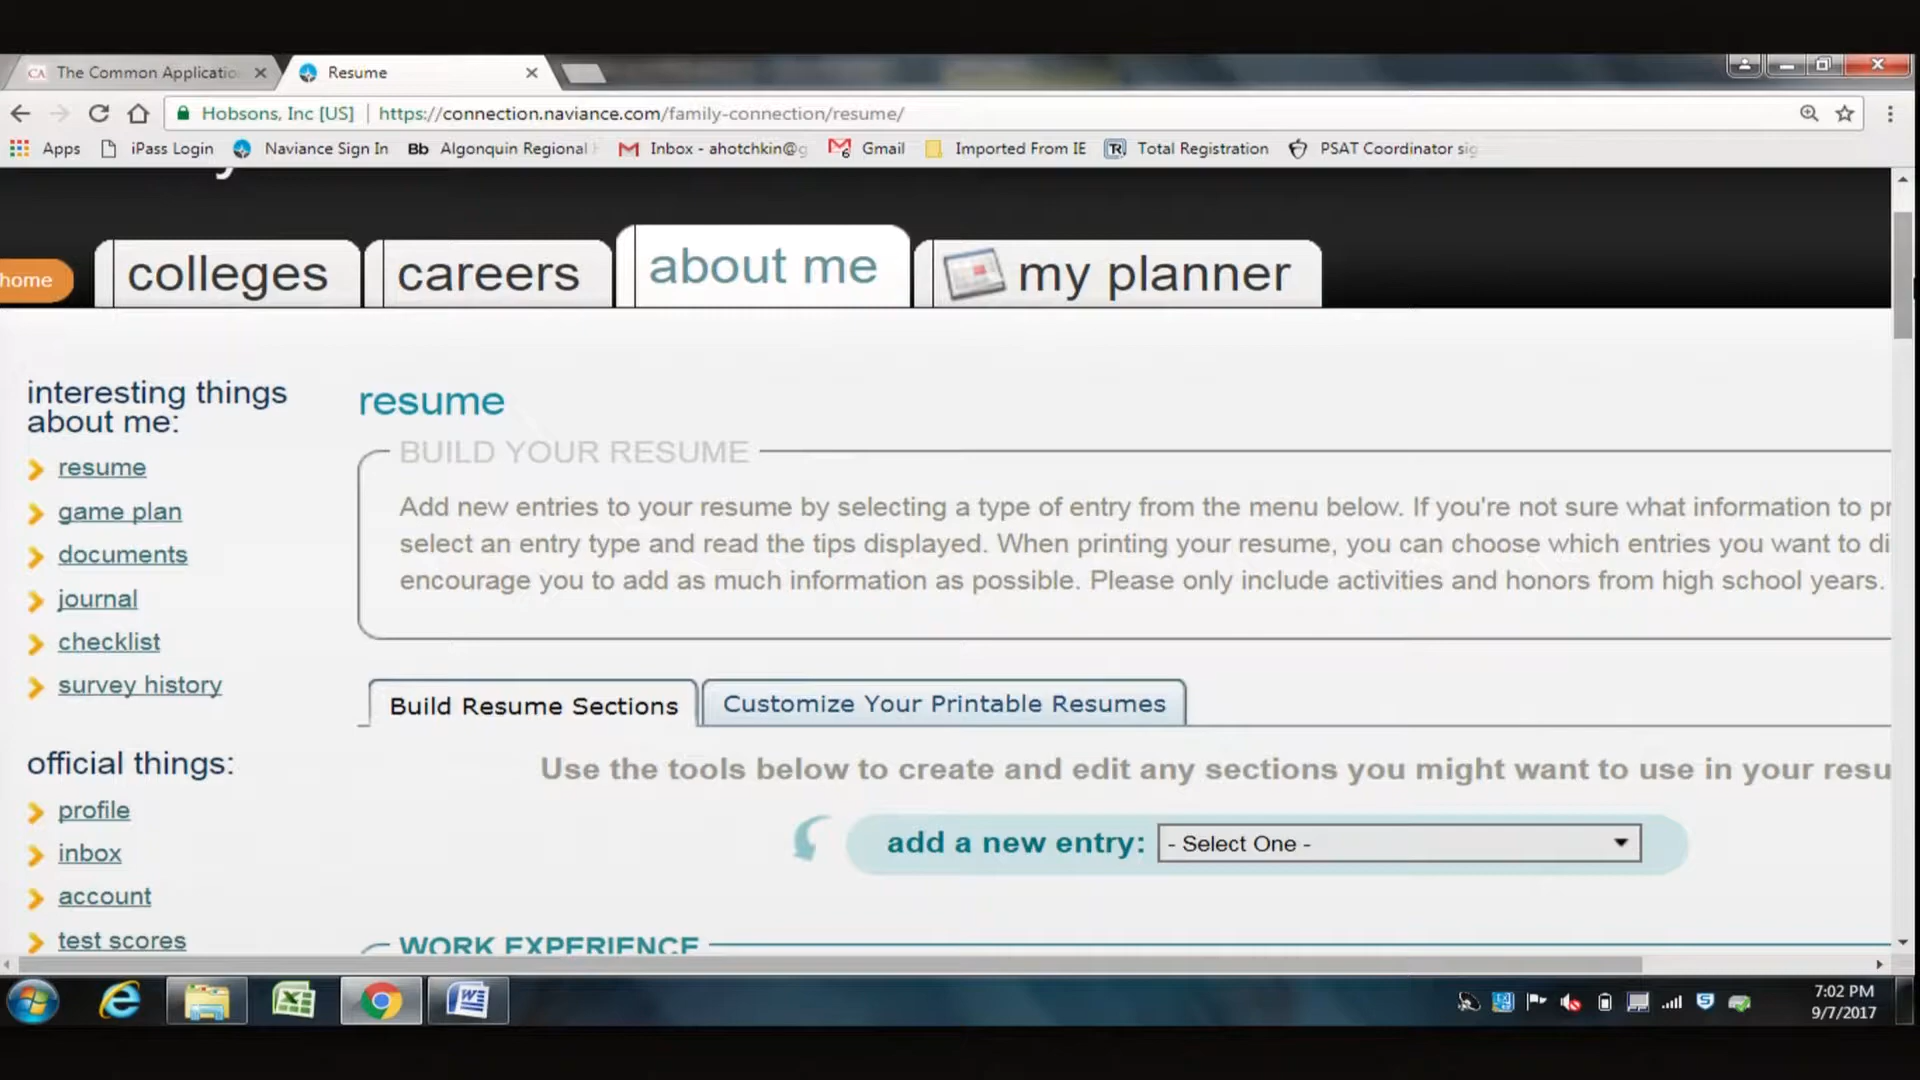 CA The Common Applicatio
Resume
Hobsons, Inc [US] | https://connection.naviance.com/family-connection/resume/
Apps iPass Login Naviance Sign In Bb Algonquin Regional Inbox - ahotchkin@g Gmail Imported From IE Total Registration PSAT Coordinator sig
home
colleges
careers
about me
my planner
interesting things
about me:
resume
game plan
documents
journal
checklist
survey history
official things:
profile
inbox
account
test scores
resume
BUILD YOUR RESUME
Add new entries to your resume by selecting a type of entry from the menu below. If you're not sure what information to pr
select an entry type and read the tips displayed. When printing your resume, you can choose which entries you want to di
encourage you to add as much information as possible. Please only include activities and honors from high school years.
Build Resume Sections
Customize Your Printable Resumes
Use the tools below to create and edit any sections you might want to use in your resu
add a new entry: - Select One -
WORK EXPERIENCE
7:02 PM
9/7/2017